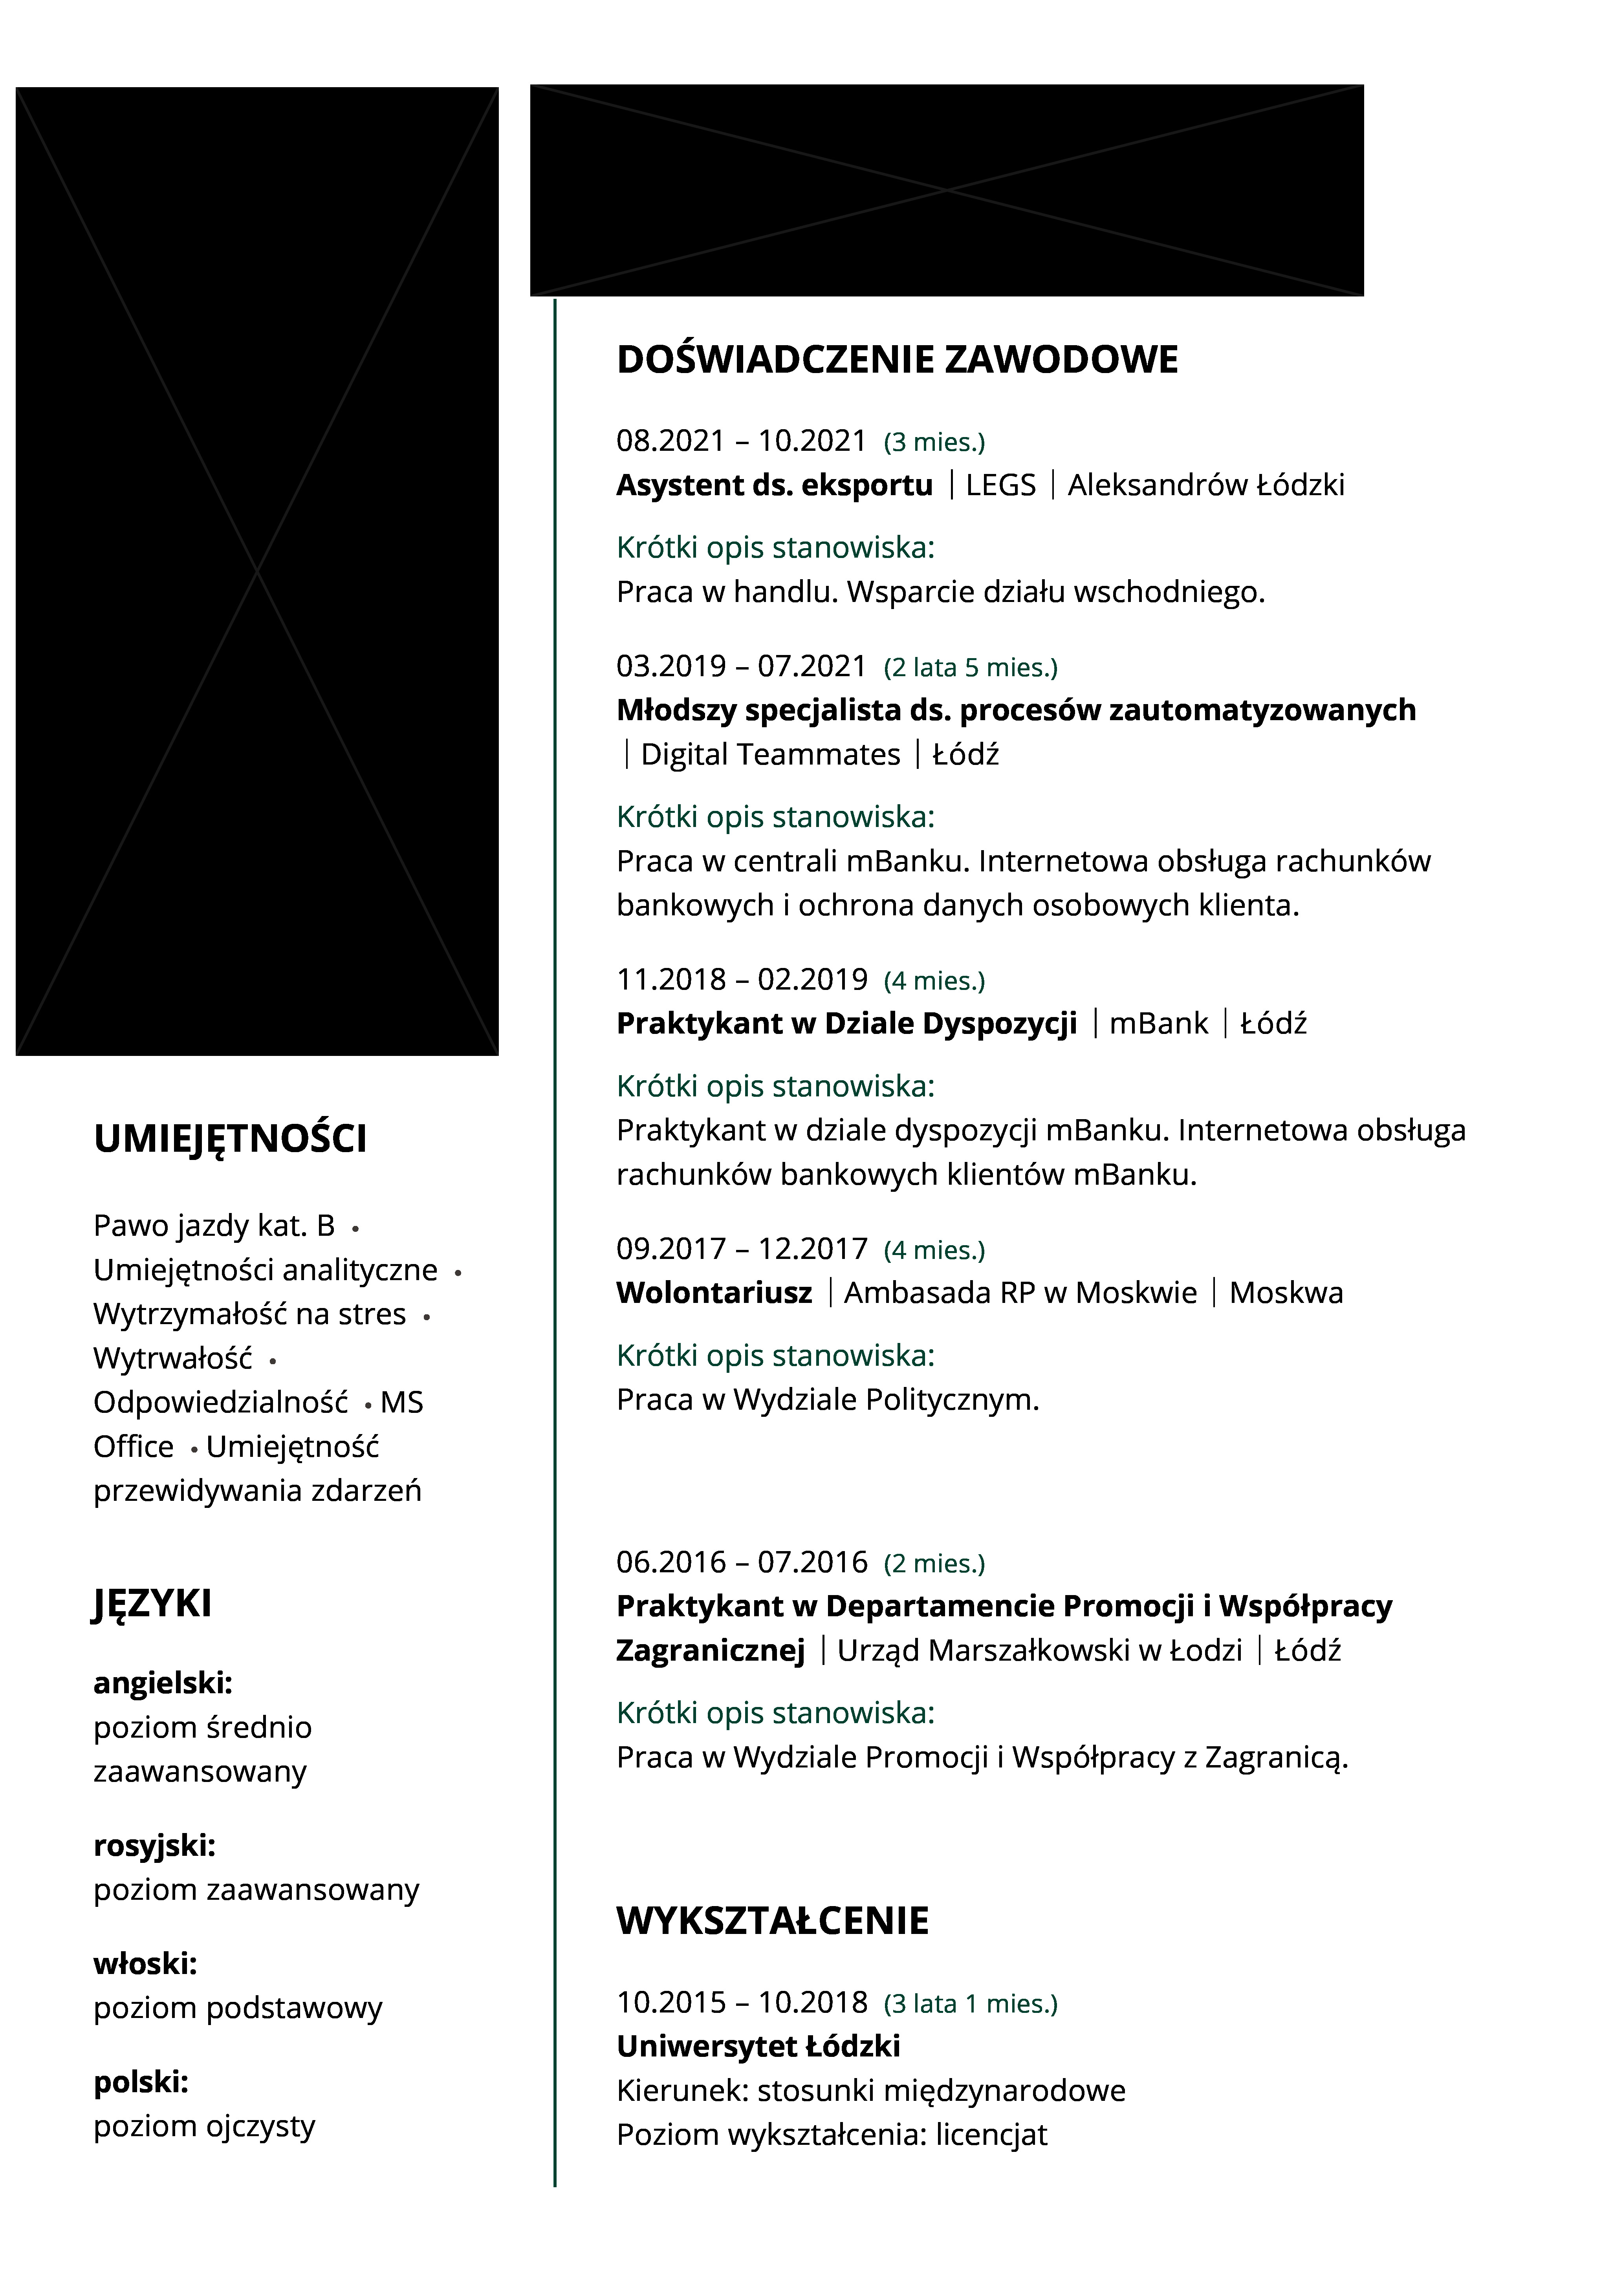 UMIEJĘTNOŚCI
Pawo jazdy kat. B •
Umiejętności analityczne •
Wytrzymałość na stres •
Wytrwałość •
Odpowiedzialność • MS
Office • Umiejętność
przewidywania zdarzeń
JĘZYKI
angielski:
poziom średnio
zaawansowany
rosyjski:
poziom zaawansowany
włoski:
poziom podstawowy
polski:
poziom ojczysty
DOŚWIADCZENIE ZAWODOWE
08.2021 – 10.2021 (3 mies.)
Asystent ds. eksportu | LEGS | Aleksandrów Łódzki
Krótki opis stanowiska:
Praca w handlu. Wsparcie działu wschodniego.
03.2019 – 07.2021 (2 lata 5 mies.)
Młodszy specjalista ds. procesów zautomatyzowanych
| Digital Teammates | Łódź
Krótki opis stanowiska:
Praca w centrali mBanku. Internetowa obsługa rachunków
bankowych i ochrona danych osobowych klienta.
11.2018 – 02.2019 (4 mies.)
Praktykant w Dziale Dyspozycji | mBank | Łódź
Krótki opis stanowiska:
Praktykant w dziale dyspozycji mBanku. Internetowa obsługa
rachunków bankowych klientów mBanku.
09.2017 – 12.2017 (4 mies.)
Wolontariusz | Ambasada RP w Moskwie | Moskwa
Krótki opis stanowiska:
Praca w Wydziale Politycznym.
06.2016 – 07.2016 (2 mies.)
Praktykant w Departamencie Promocji i Współpracy
Zagranicznej | Urząd Marszałkowski w Łodzi | Łódź
Krótki opis stanowiska:
Praca w Wydziale Promocji i Współpracy z Zagranicą.
WYKSZTAŁCENIE
10.2015 – 10.2018 (3 lata 1 mies.)
Uniwersytet Łódzki
Kierunek: stosunki międzynarodowe
Poziom wykształcenia: licencjat